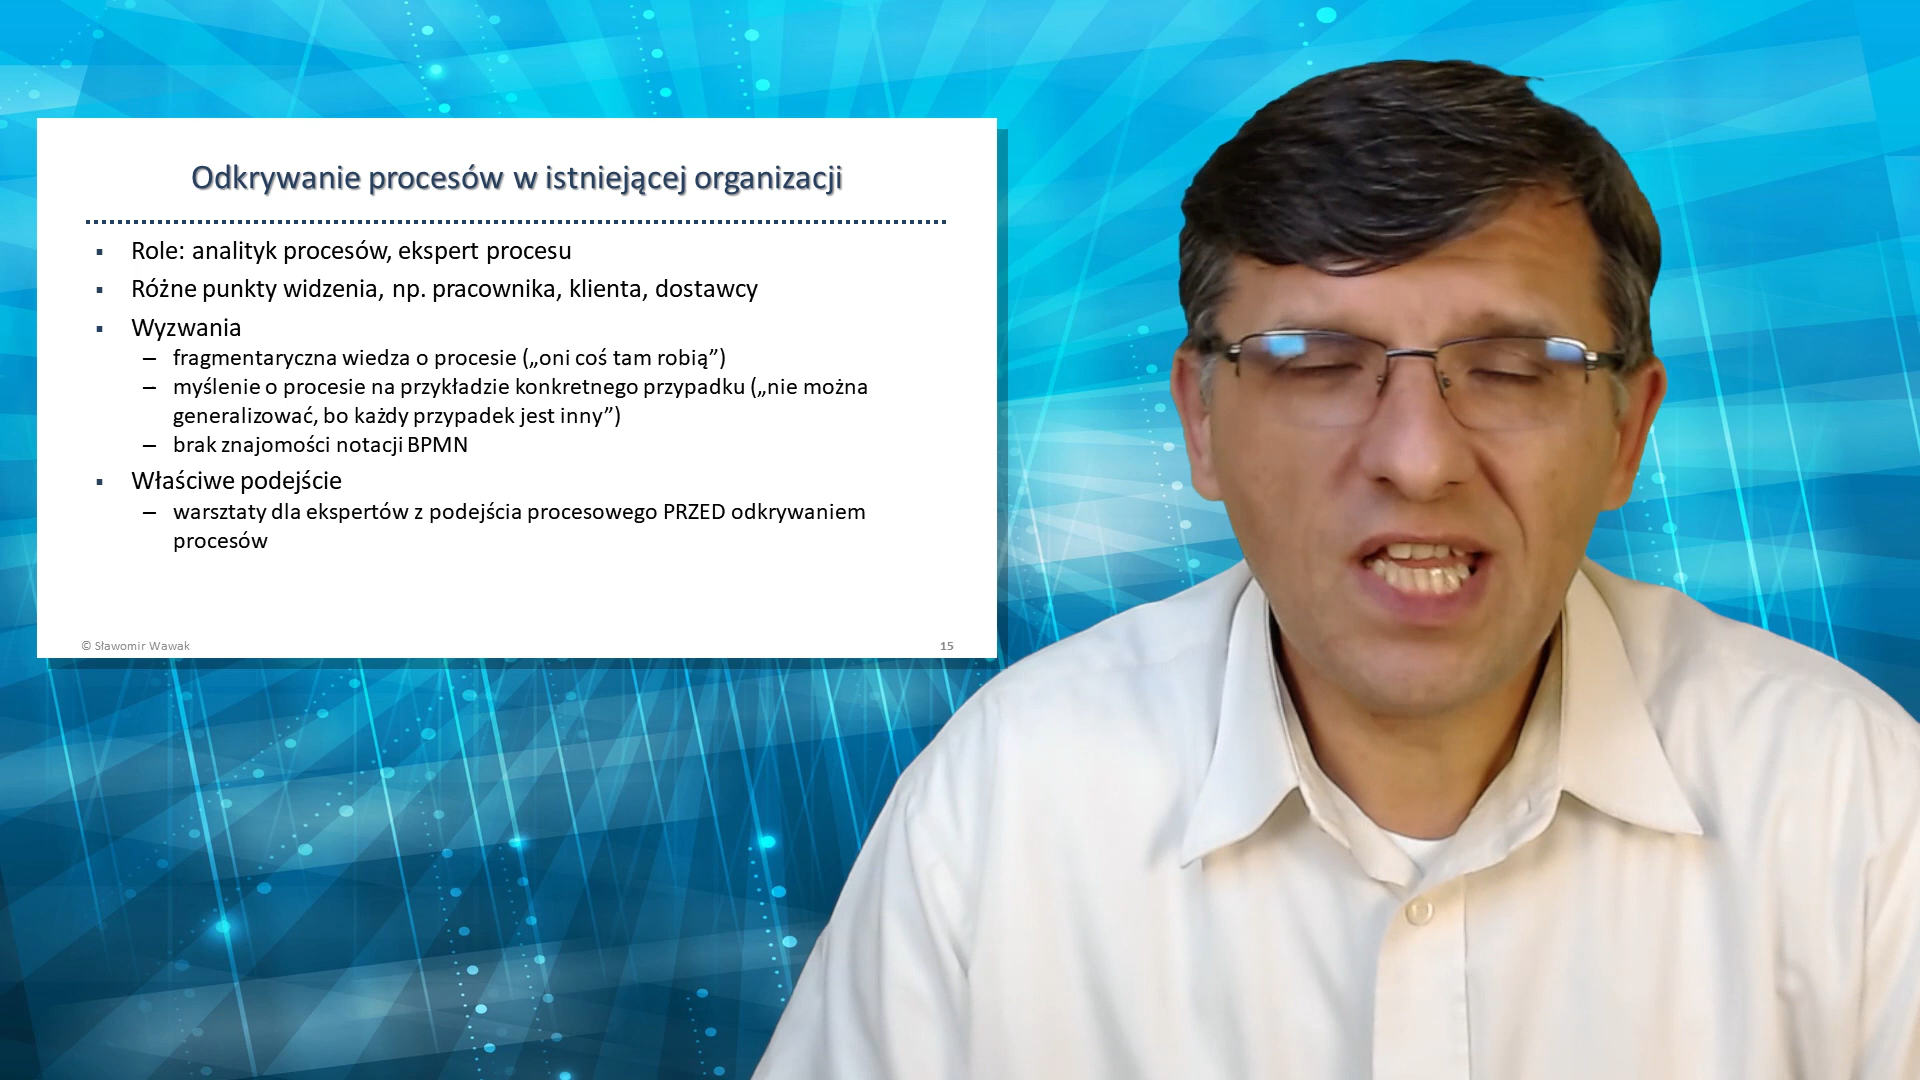 Odkrywanie procesów w istniejącej organizacji
▪ Role: analityk procesów, ekspert procesu
▪ Różne punkty widzenia, np. pracownika, klienta, dostawcy
▪ Wyzwania
– fragmentaryczna wiedza o procesie („oni coś tam robią”)
– myślenie o procesie na przykładzie konkretnego przypadku („nie można
generalizować, bo każdy przypadek jest inny”)
– brak znajomości notacji BPMN
▪ Właściwe podejście
– warsztaty dla ekspertów z podejścia procesowego PRZED odkrywaniem
procesów
© Sławomir Wawak
15